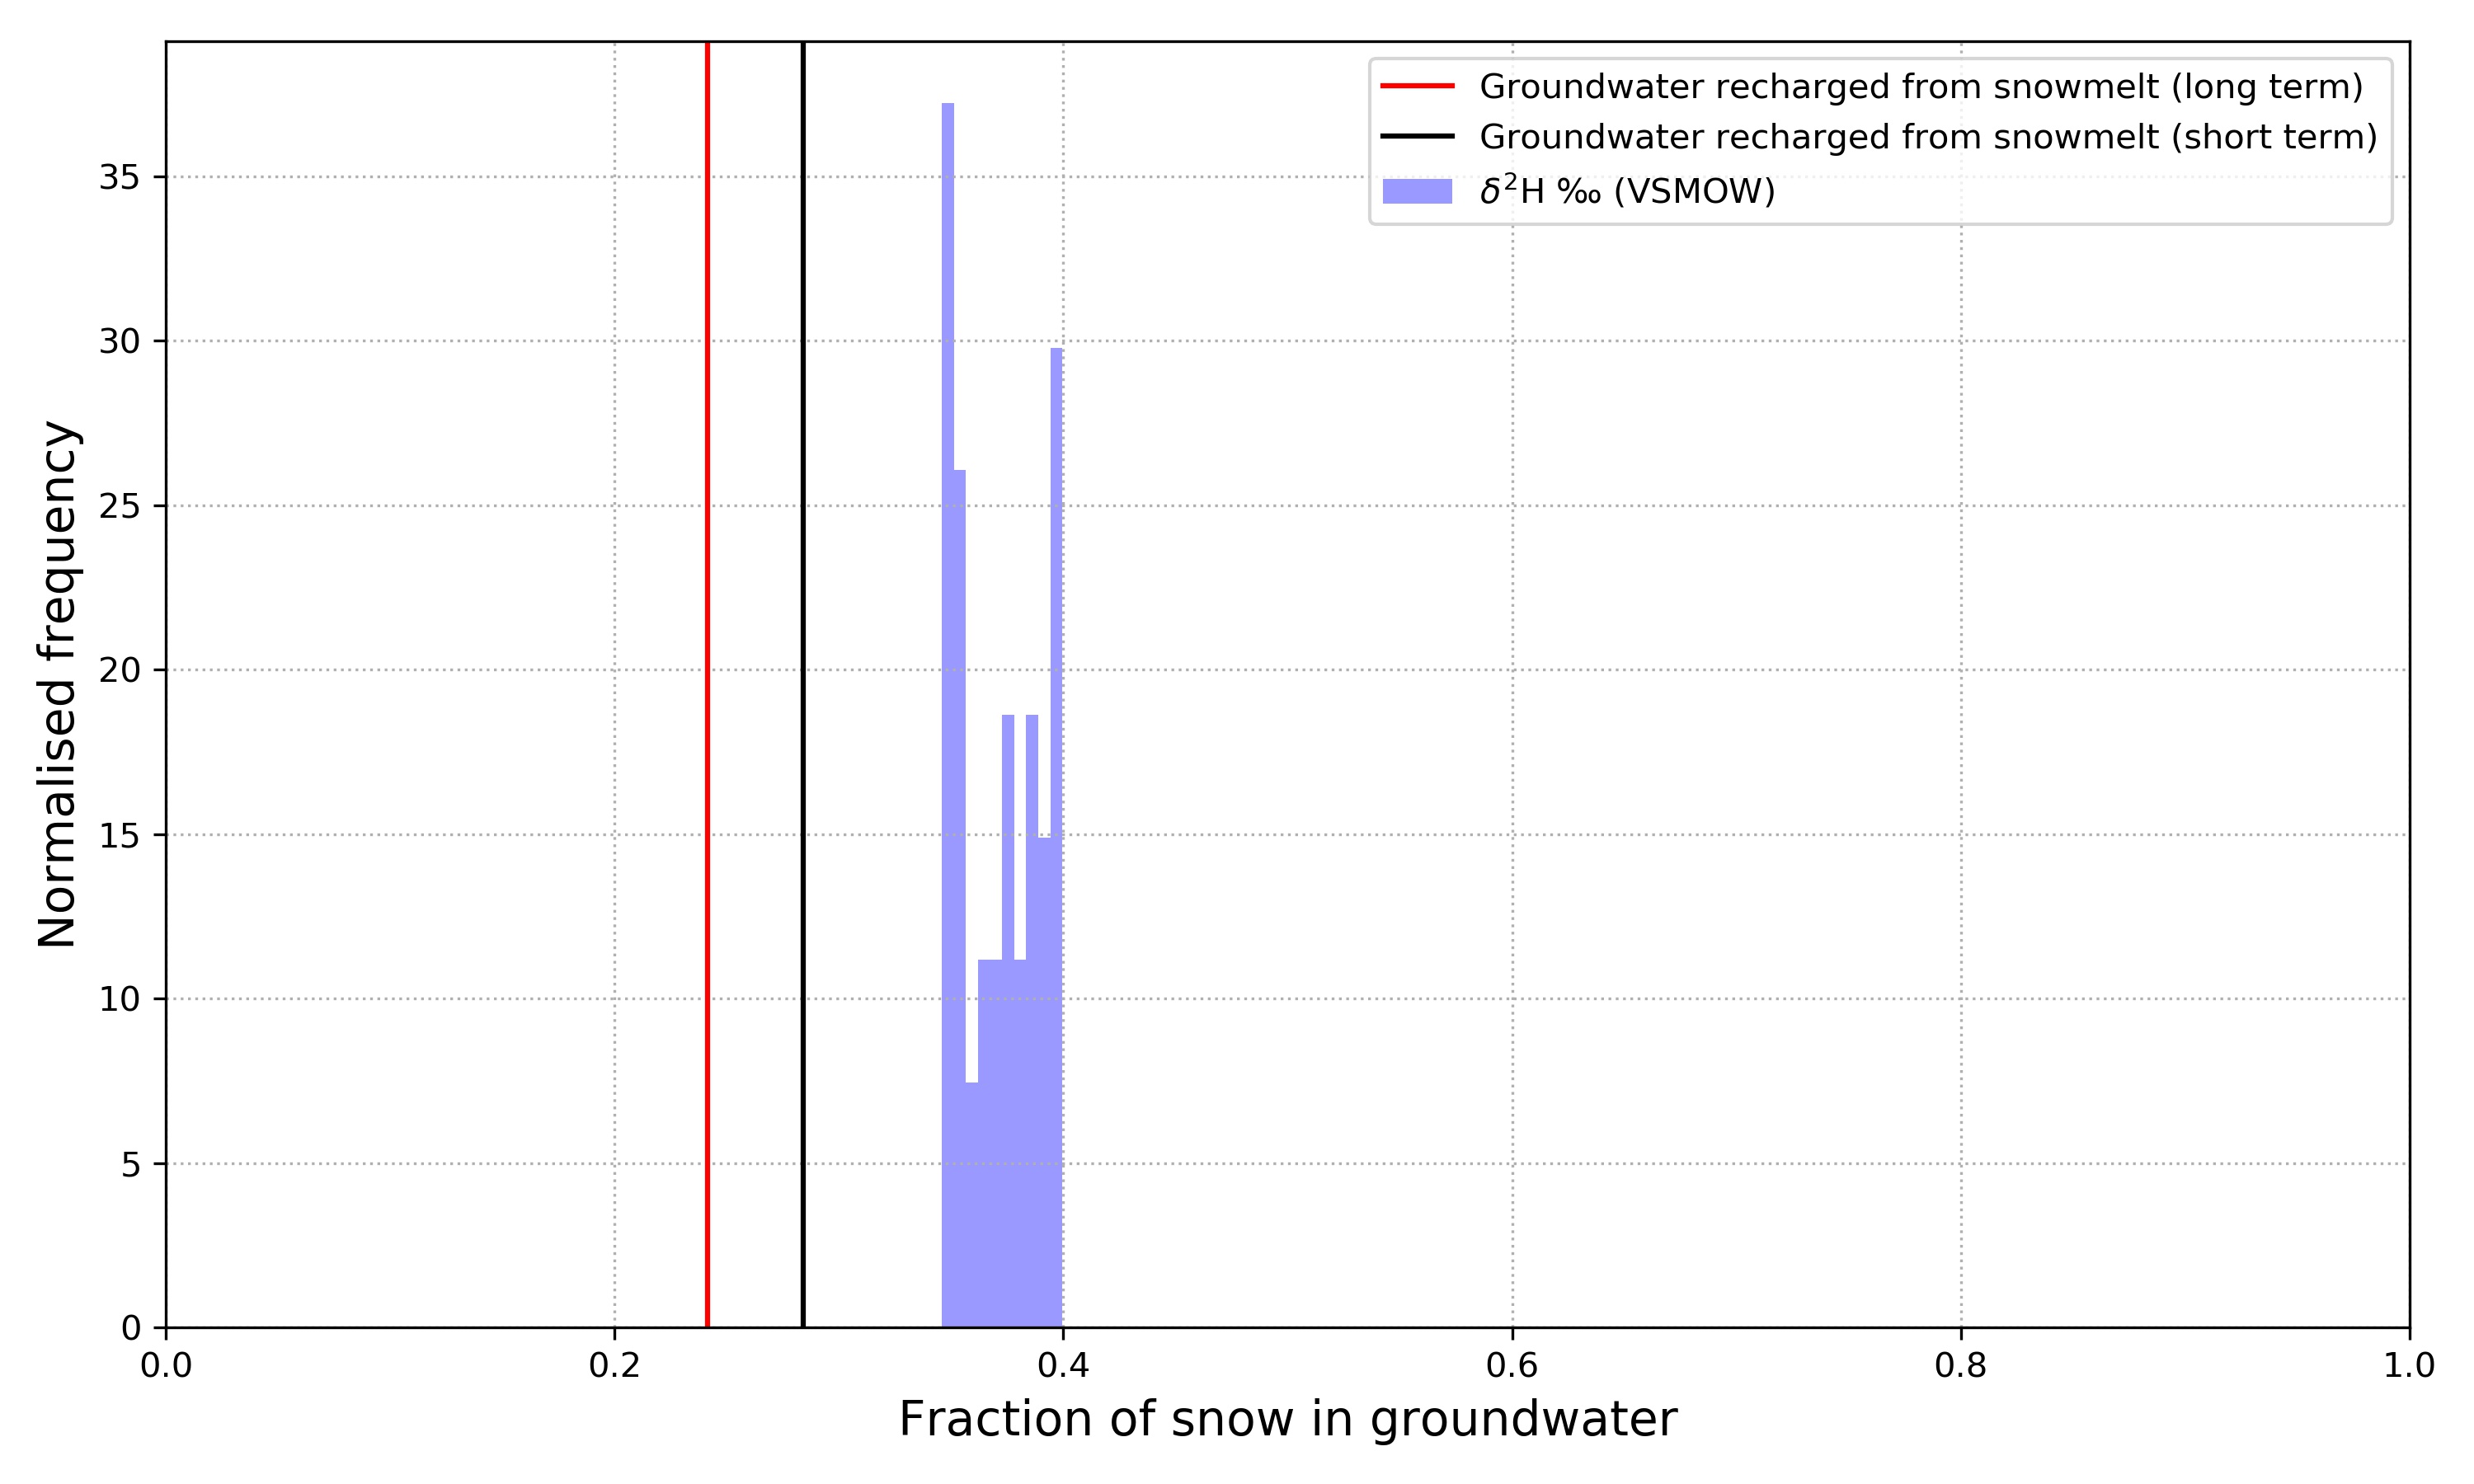 Groundwater recharged from snowmelt (long term)
Groundwater recharged from snowmelt (short term)
δ²H ‰ (VSMOW)
35
30
25
20
15
10
5
0
Normalised frequency
0.0 0.2 0.4 0.6 0.8 1.0
Fraction of snow in groundwater